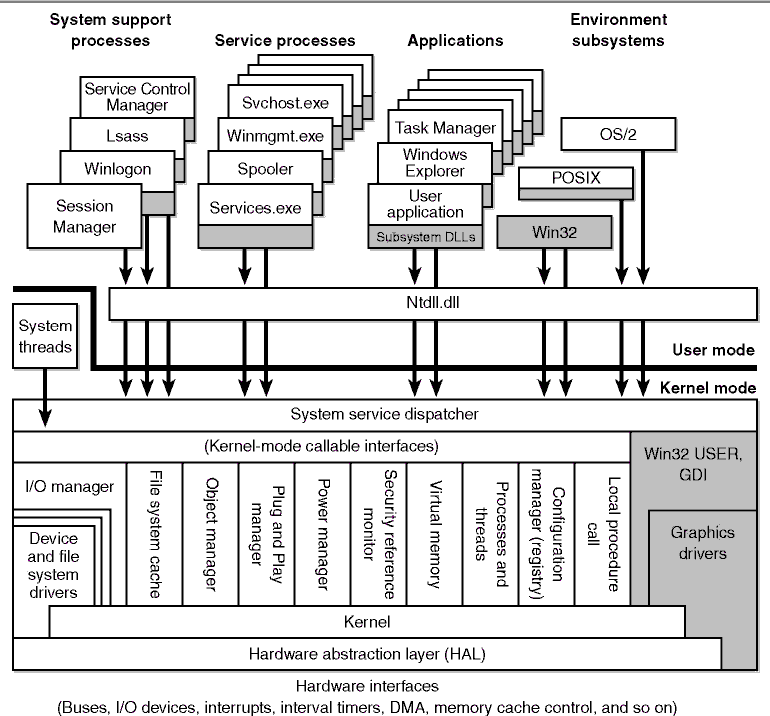 System support
processes
Service processes
Applications
Environment
subsystems
Service Control
Manager
Lsass
Winlogon
Session
Manager
Svchost.exe
Winmgmt.exe
Spooler
Services.exe
Task Manager
Windows
Explorer
User
application
Subsystem DLLs
OS/2
POSIX
Win32
Ntdll.dll
System
threads
User mode
Kernel mode
System service dispatcher
(Kernel-mode callable interfaces)
Win32 USER,
GDI
I/O manager
Device
and file
system
drivers
File system cache
Object manager
Plug and Play
manager
Power manager
Security reference
monitor
Virtual memory
Processes and
threads
Configuration
manager (registry)
Local procedure
call
Graphics
drivers
Kernel
Hardware abstraction layer (HAL)
Hardware interfaces
(Buses, I/O devices, interrupts, interval timers, DMA, memory cache control, and so on)